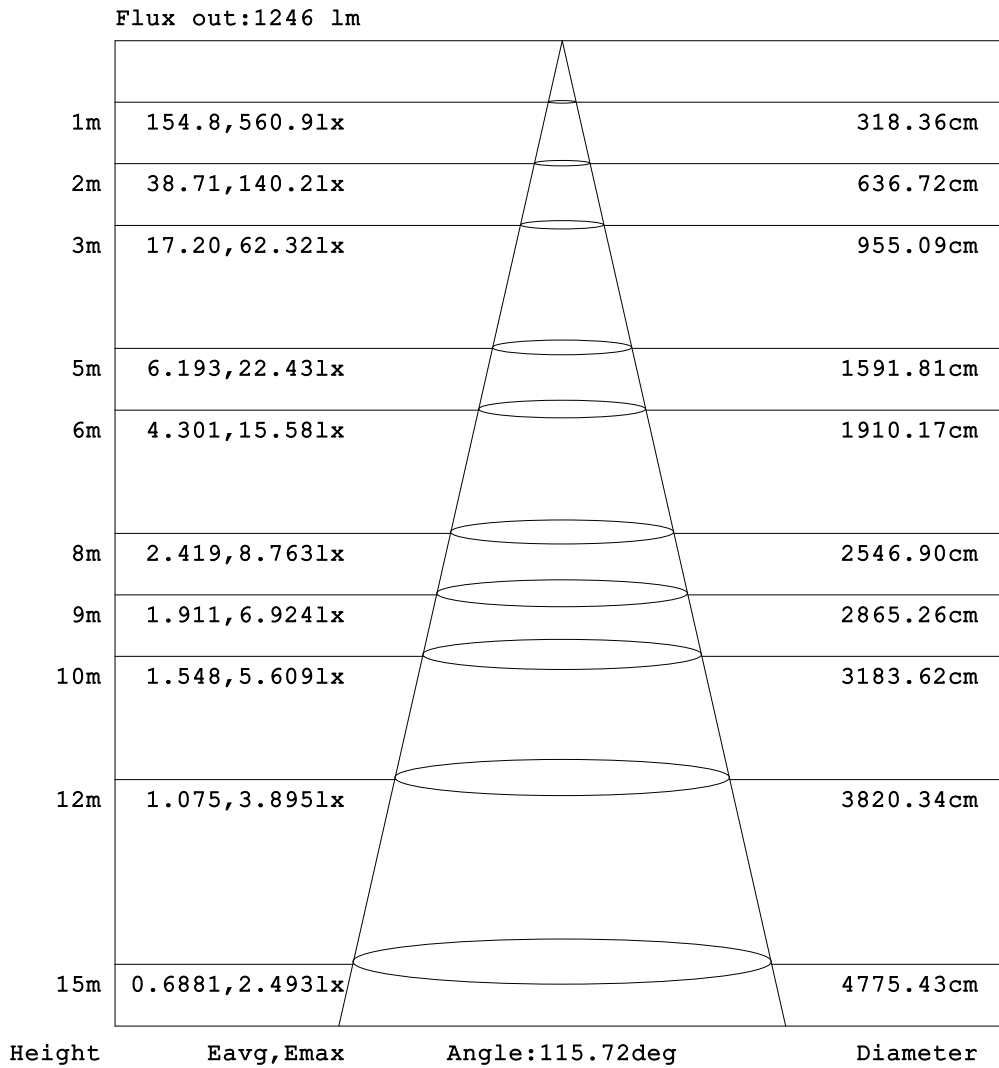 Flux out:1246 lm
1m 154.8,560.9lx 318.36cm
2m 38.71,140.2lx 636.72cm
3m 17.20,62.32lx 955.09cm
5m 6.193,22.43lx 1591.81cm
6m 4.301,15.58lx 1910.17cm
8m 2.419,8.763lx 2546.90cm
9m 1.911,6.924lx 2865.26cm
10m 1.548,5.609lx 3183.62cm
12m 1.075,3.895lx 3820.34cm
15m 0.6881,2.493lx 4775.43cm
Height Eavg,Emax Angle:115.72deg Diameter